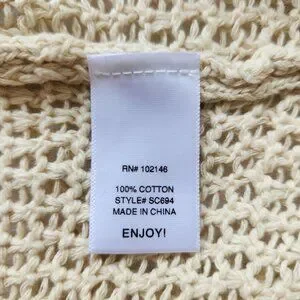 RN# 102146
100% COTTON
STYLE# SC694
MADE IN CHINA
ENJOY!